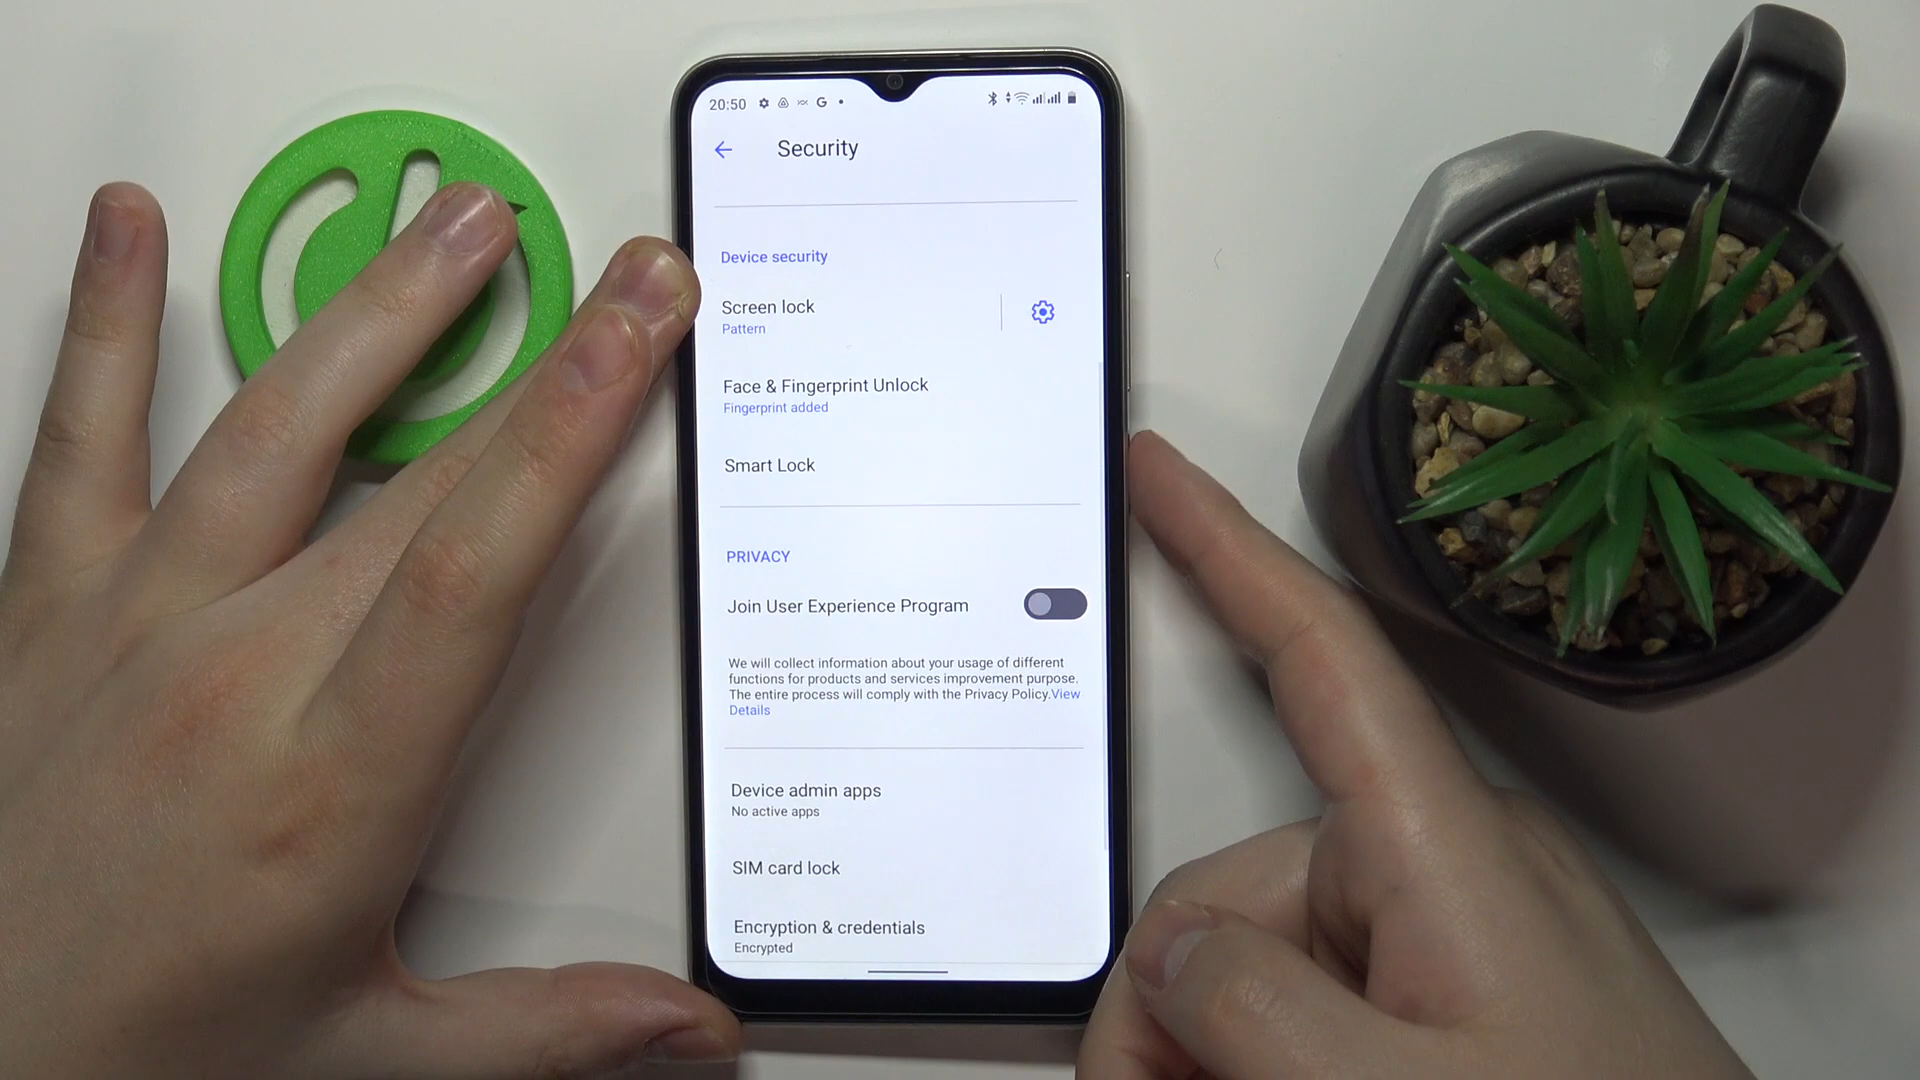 20:50 G
Security
Device security
Screen lock
Pattern
Face & Fingerprint Unlock
Fingerprint added
Smart Lock
PRIVACY
Join User Experience Program
We will collect information about your usage of different
functions for products and services improvement purpose.
The entire process will comply with the Privacy Policy.View
Details
Device admin apps
No active apps
SIM card lock
Encryption & credentials
Encrypted